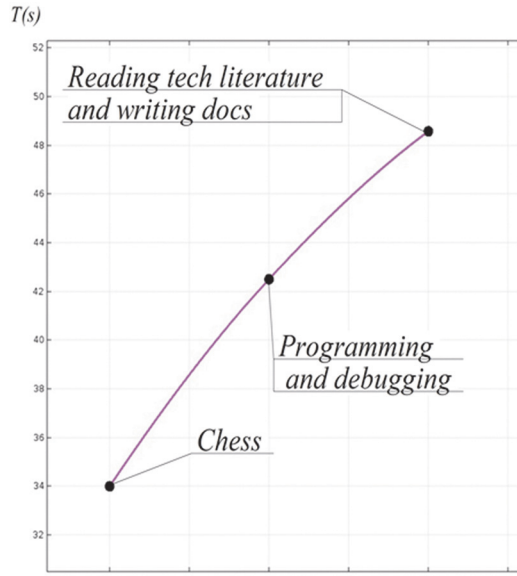 T(s)
52
50
48
46
44
42
40
38
36
34
32
Reading tech literature
and writing docs
Programming
and debugging
Chess